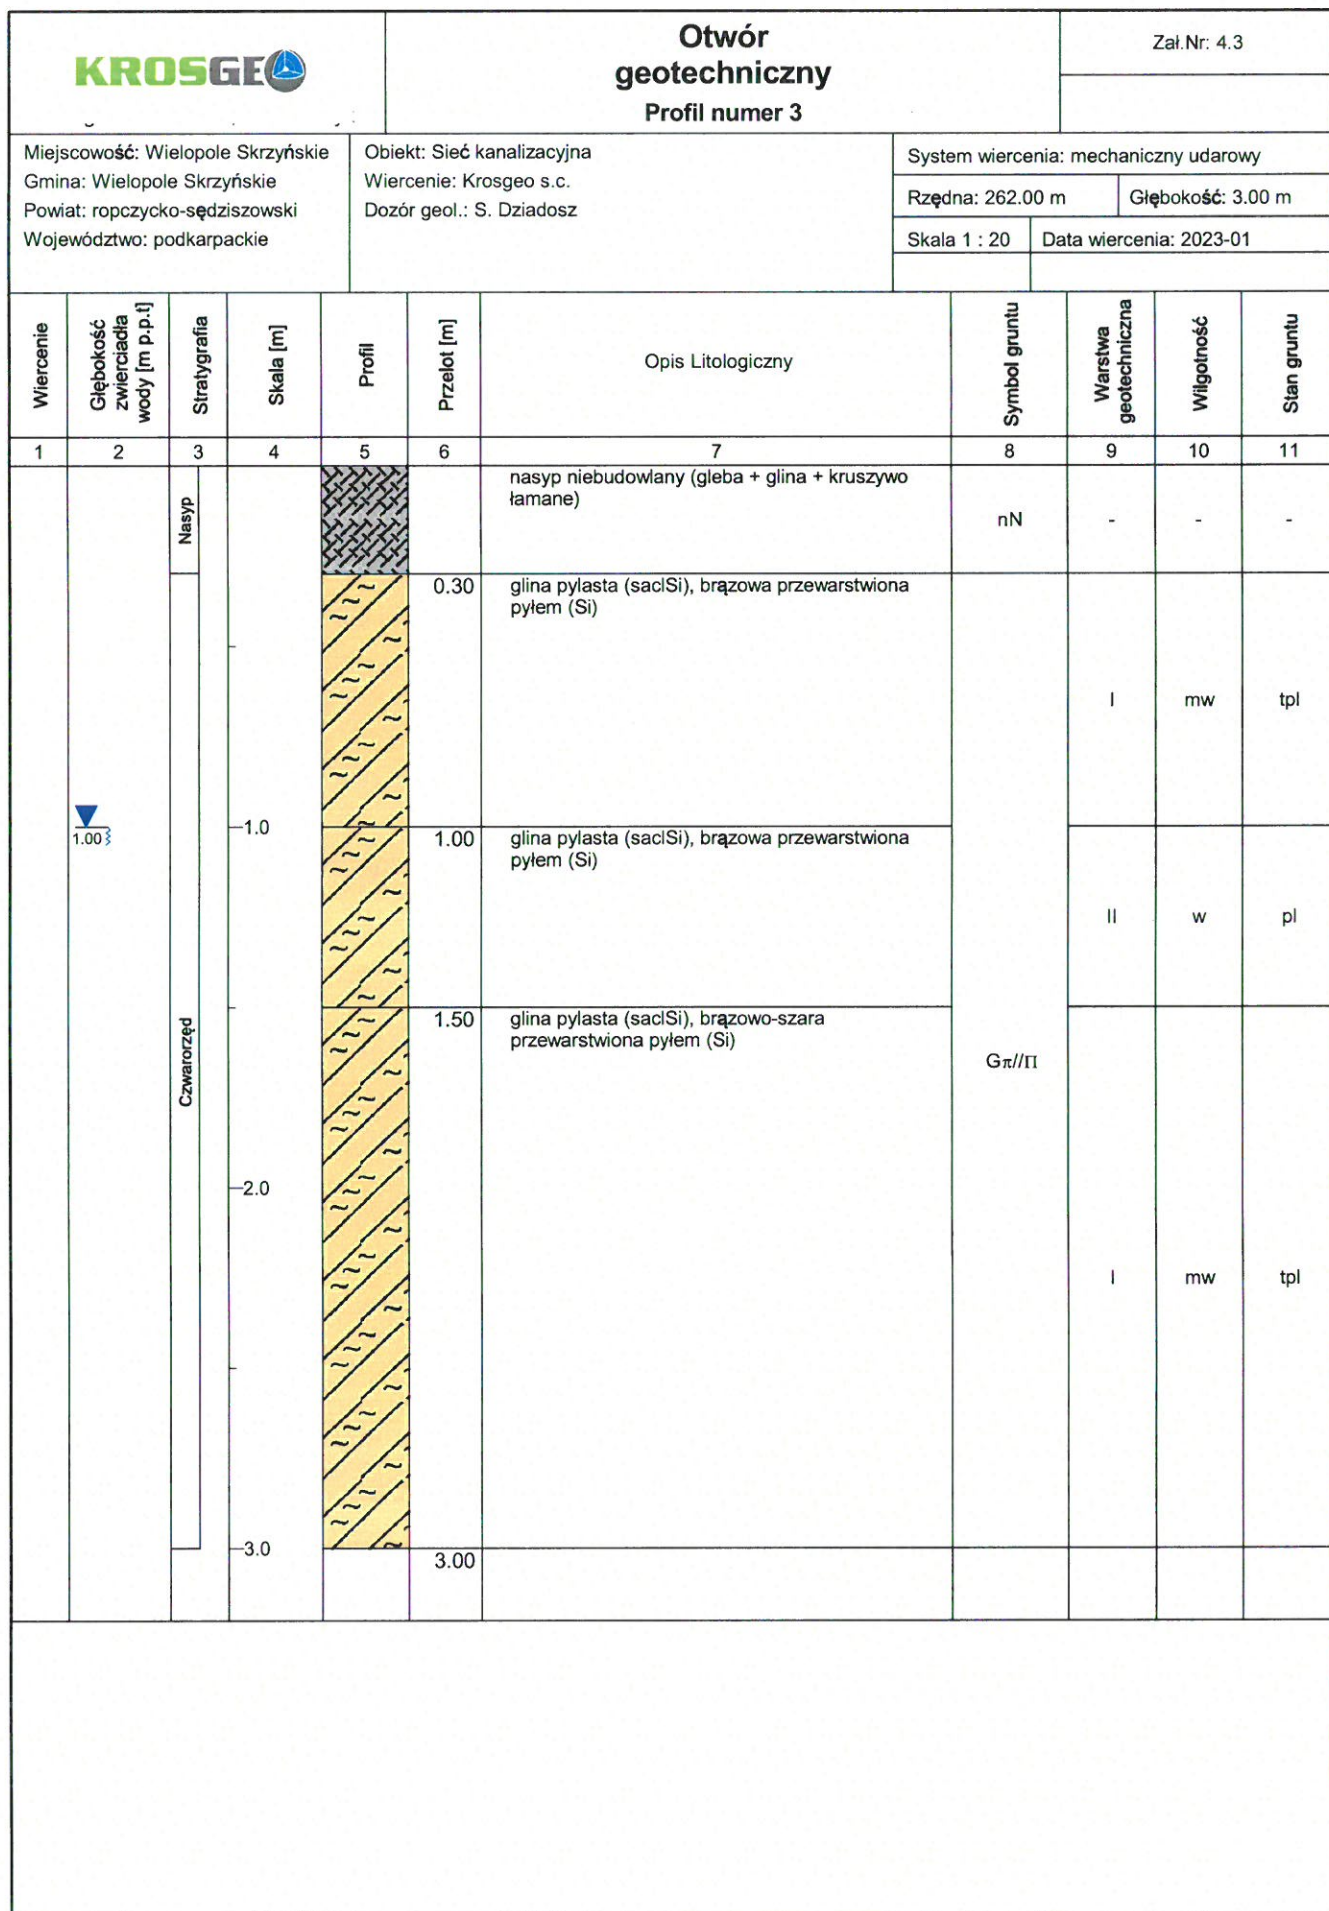 KROSGEO
Otwór
geotechniczny
Profil numer 3
Zał.Nr: 4.3
Miejscowość: Wielopole Skrzyńskie
Gmina: Wielopole Skrzyńskie
Powiat: ropczycko-sędziszowski
Województwo: podkarpackie
Obiekt: Sieć kanalizacyjna
Wiercenie: Krosgeo s.c.
Dozór geol.: S. Dziadosz
System wiercenia: mechaniczny udarowy
Rzędna: 262.00 m
Głębokość: 3.00 m
Skala 1 : 20
Data wiercenia: 2023-01
Wiercenie
Głębokość
zwierciadła
wody [m p.p.t]
Stratygrafia
Skala [m]
Profil
Przelot [m]
Opis Litologiczny
Symbol gruntu
Warstwa
geotechniczna
Wilgotność
Stan gruntu
1 2 3 4 5 6 7 8 9 10 11
Nasyp
nasyp niebudowlany (gleba + glina + kruszywo
łamane)
nN - - -
0.30 glina pylasta (saclSi), brązowa przewarstwiona
pyłem (Si)
I mw tpl
1.00
1.0
1.00 glina pylasta (saclSi), brązowa przewarstwiona
pyłem (Si)
II w pl
Czwarorzęd
1.50 glina pylasta (saclSi), brązowo-szara
przewarstwiona pyłem (Si)
Gπ//Π
2.0
I mw tpl
3.0
3.00